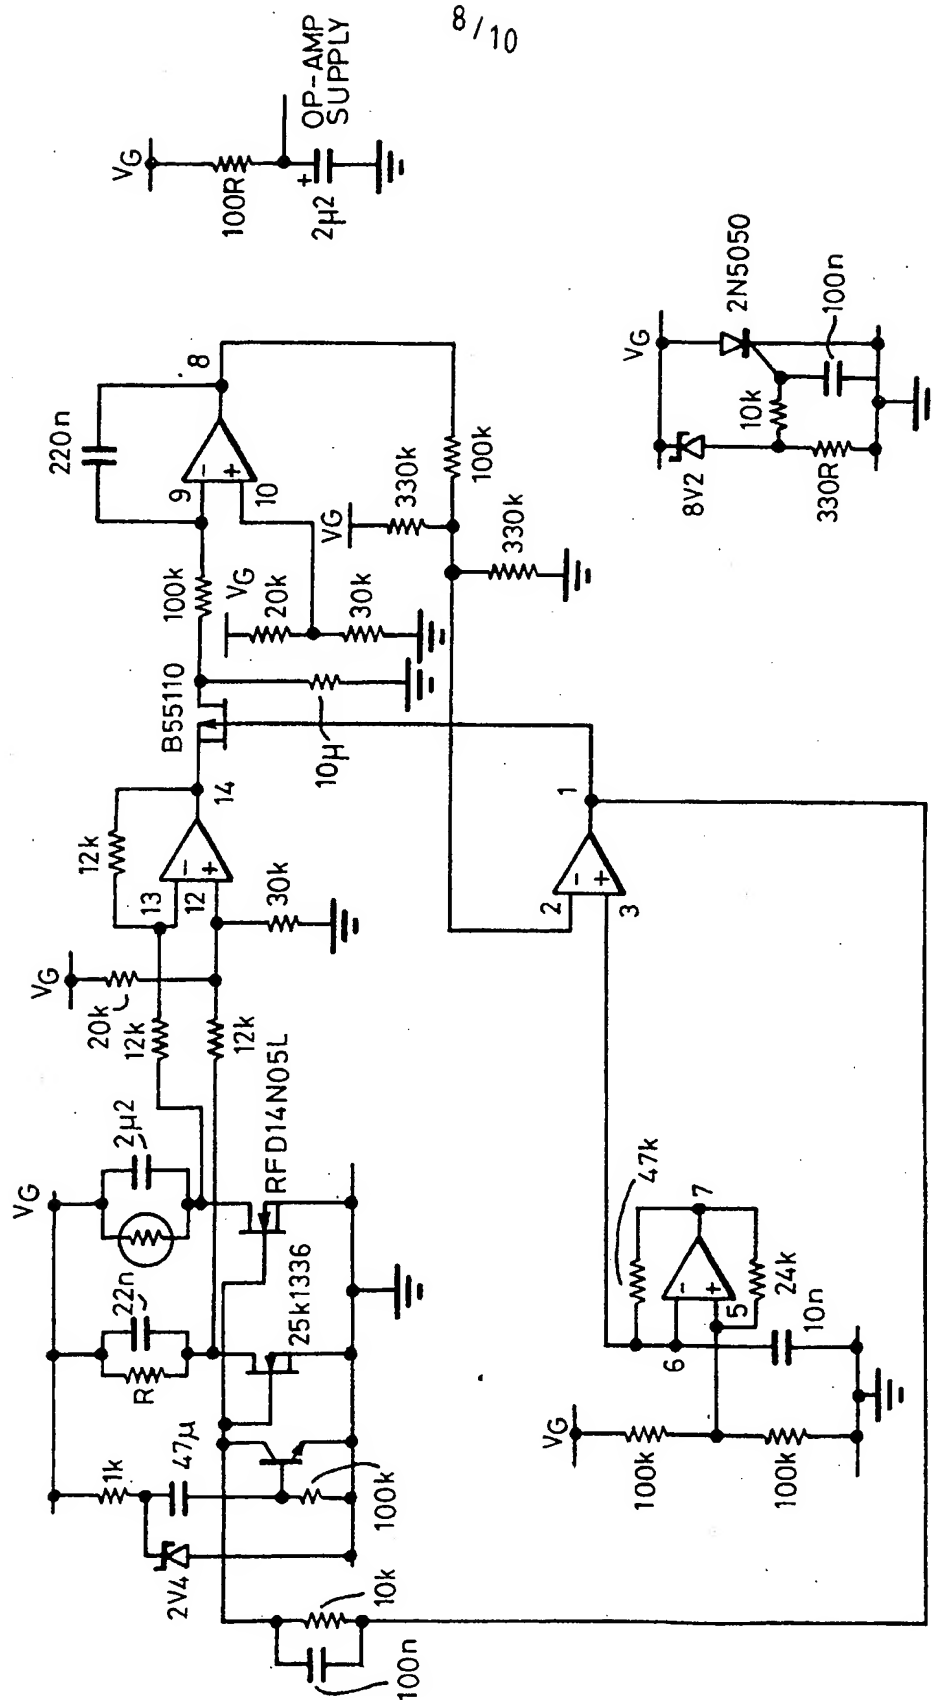 8/10
VG
100R
+
2µ2
OP-AMP
SUPPLY
VG
1k
47µ
2V4
100k
R
22n
2µ2
25k1336
RFD14N05L
10k
100n
VG
20k
12k
12k
12k
13
12
-
+
14
30k
B55110
10µ
100k
VG
20k
30k
220n
9
10
-
+
8
VG
330k
100k
330k
2
3
-
+
1
VG
100k
100k
47k
6
5
-
+
7
24k
10n
VG
8V2
10k
330R
2N5050
100n